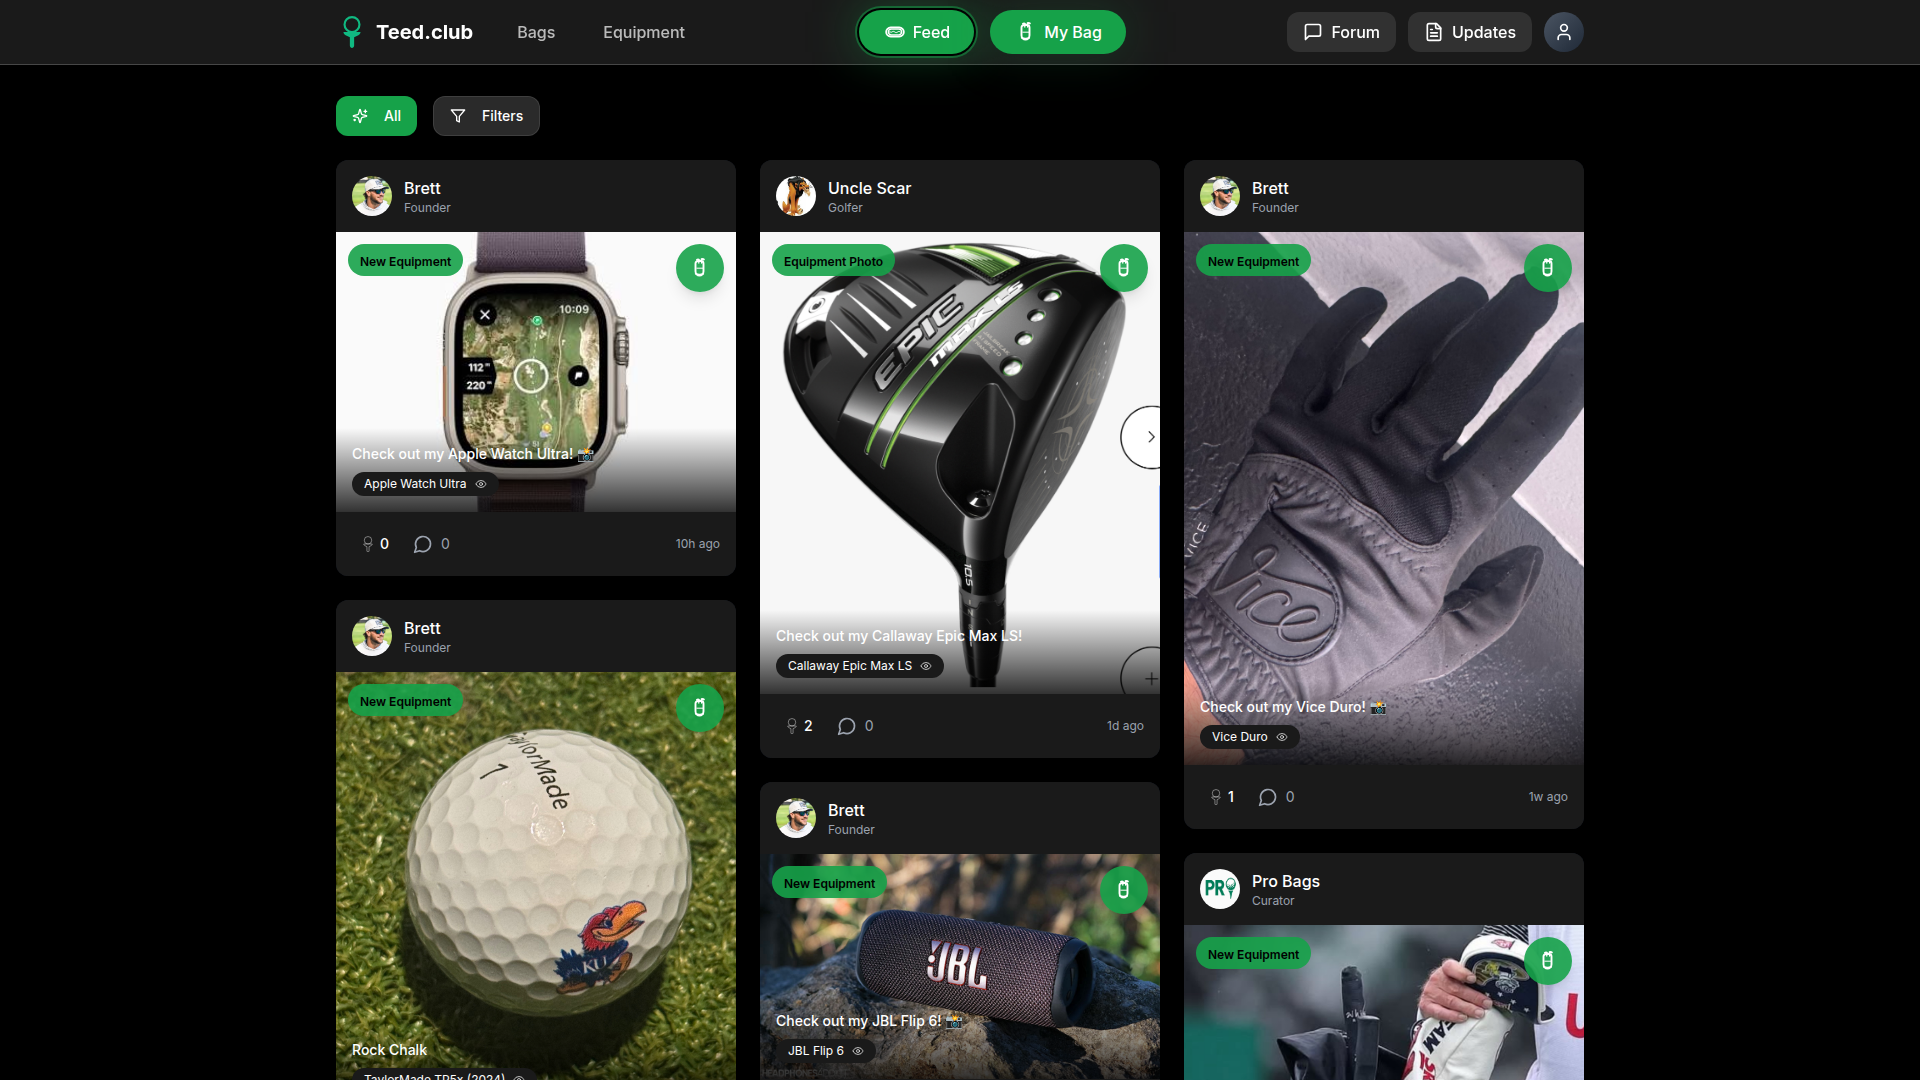 Teed.club
Bags
Equipment
Feed
My Bag
Forum
Updates
All
Filters
Brett
Founder
New Equipment
10:09
112 m
220 m
Check out my Apple Watch Ultra! 📸
Apple Watch Ultra
0
0
10h ago
Brett
Founder
New Equipment
TaylorMade
1
KU
Rock Chalk
TaylorMade TP5x (2024)
Uncle Scar
Golfer
Equipment Photo
EPIC
MAX LS
10.5
Check out my Callaway Epic Max LS!
Callaway Epic Max LS
2
0
1d ago
Brett
Founder
New Equipment
JBL
Check out my JBL Flip 6! 📸
JBL Flip 6
Brett
Founder
New Equipment
VICE
Vice
Check out my Vice Duro! 📸
Vice Duro
1
0
1w ago
PRO
Pro Bags
Curator
New Equipment